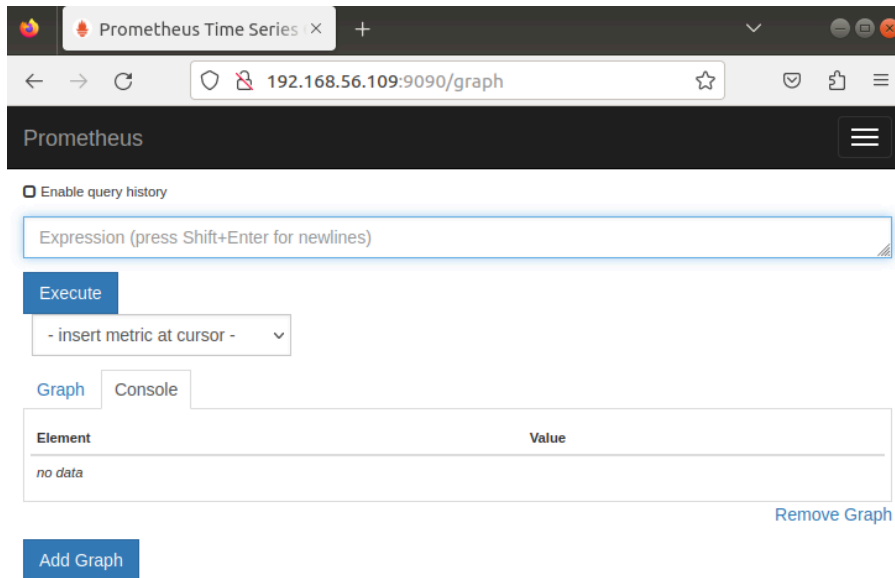 Prometheus Time Series
192.168.56.109:9090/graph
Prometheus
Enable query history
Expression (press Shift+Enter for newlines)
Execute
- insert metric at cursor -
Graph Console
Element Value
no data
Remove Graph
Add Graph